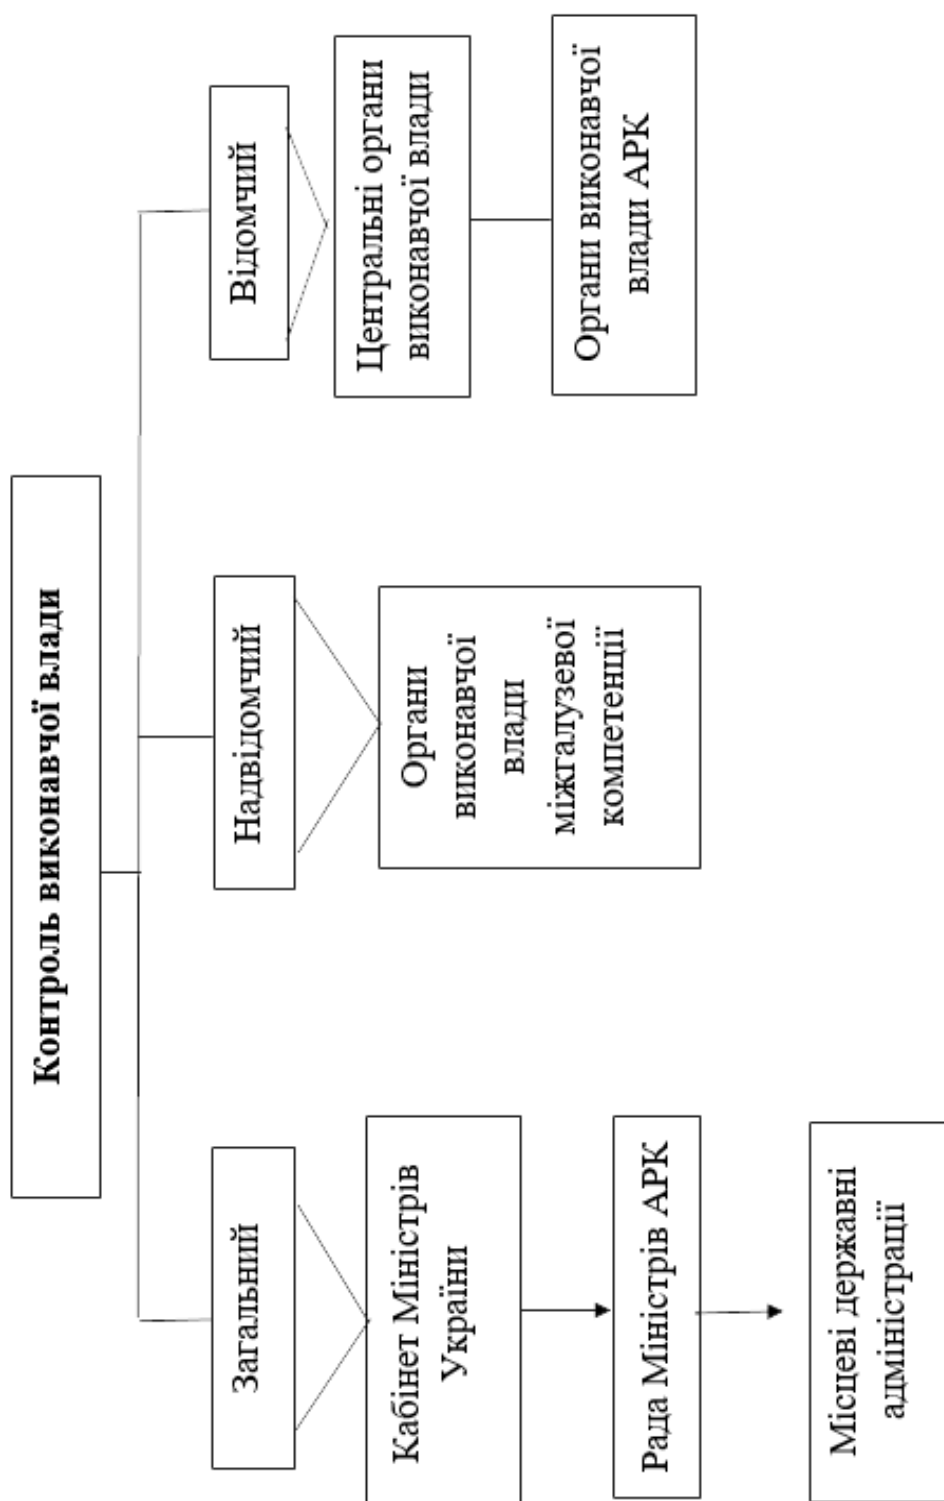 Контроль виконавчої влади
Загальний
Надвідомчий
Відомчий
Кабінет Міністрів
України
Органи
виконавчої
влади
міжгалузевої
компетенції
Центральні органи
виконавчої влади
Рада Міністрів АРК
Органи виконавчої
влади АРК
Місцеві державні
адміністрації